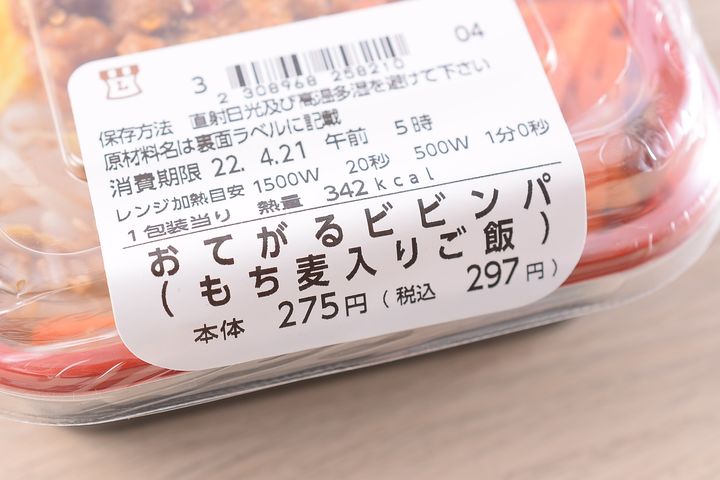 L
3
04
2 308968 258210
保存方法 直射日光及び高温多湿を避けて下さい
原材料名は裏面ラベルに記載
消費期限 22. 4.21 午前 5時
レンジ加熱目安 1500W 20秒 500W 1分0秒
1包装当り 熱量 342kcal
おてがるビビンパ
(もち麦入りご飯)
本体 275円(税込 297円)